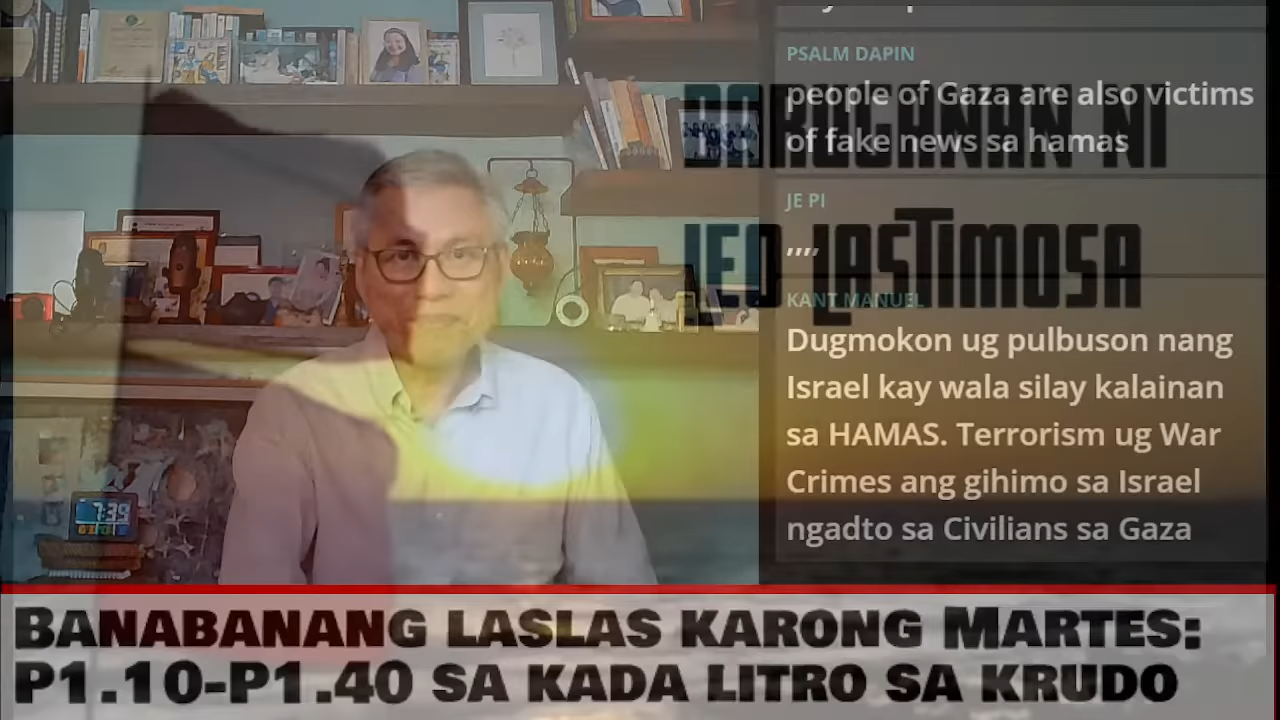 PSALM DAPIN
people of Gaza are also victims
of fake news sa hamas
JE PI
,,,,
KANT MANUEL
Dugmokon ug pulbuson nang
Israel kay wala silay kalainan
sa HAMAS. Terrorism ug War
Crimes ang gihimo sa Israel
ngadto sa Civilians sa Gaza
BAROGANAN NI
LEO LASTIMOSA
7:39
BANABANANG LASLAS KARONG MARTES:
P1.10-P1.40 SA KADA LITRO SA KRUDO